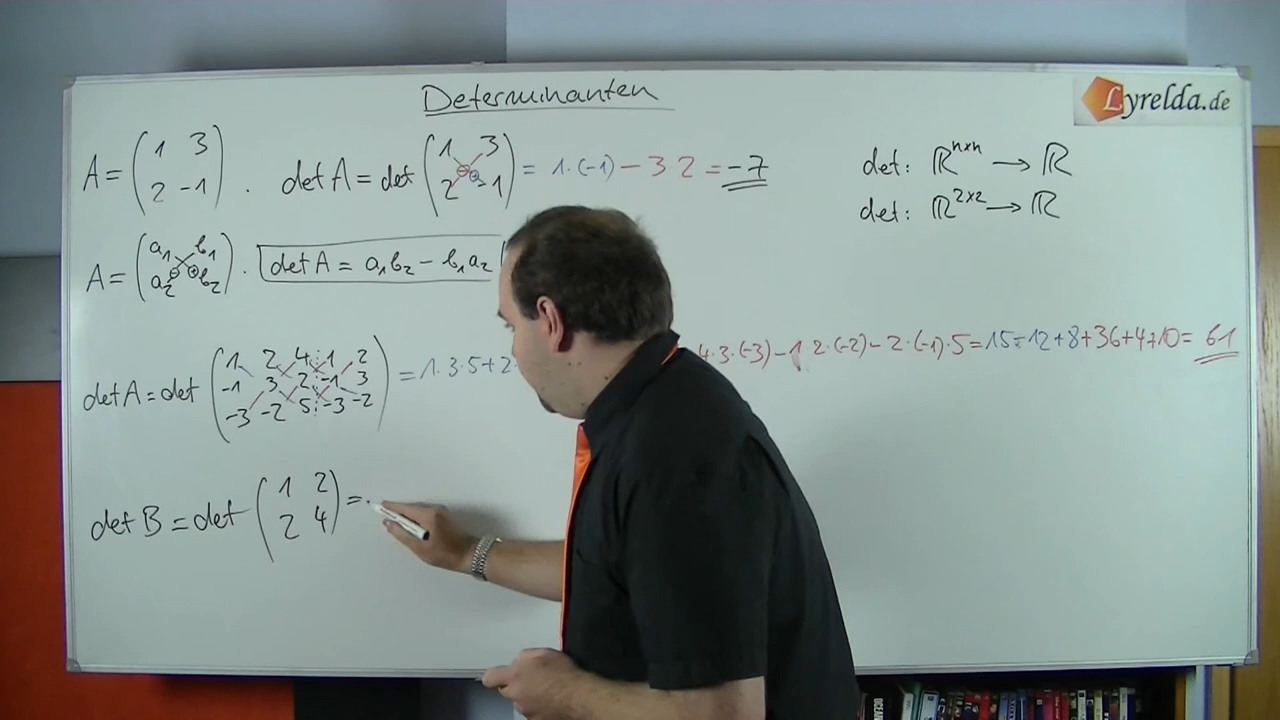 Determinanten
Lyrelda.de
A = (1 3 
2 -1) . det A = det (1 3 
2 -1) = 1·(-1) - 3 2 = -7
det: ℝⁿˣⁿ → ℝ
det: ℝ²ˣ² → ℝ
A = (a₁ b₁ 
a₂ b₂) . det A = a₁b₂ - b₁a₂
det A = det (1 2 4 1 2
-1 3 2 -1 3
-3 -2 5 -3 -2) = 1·3·5+2· 4·3·(-3) - 1 2·(-2) - 2·(-1)·5 = 15-12+8+36+4+10 = 61
det B = det (1 2
2 4) =